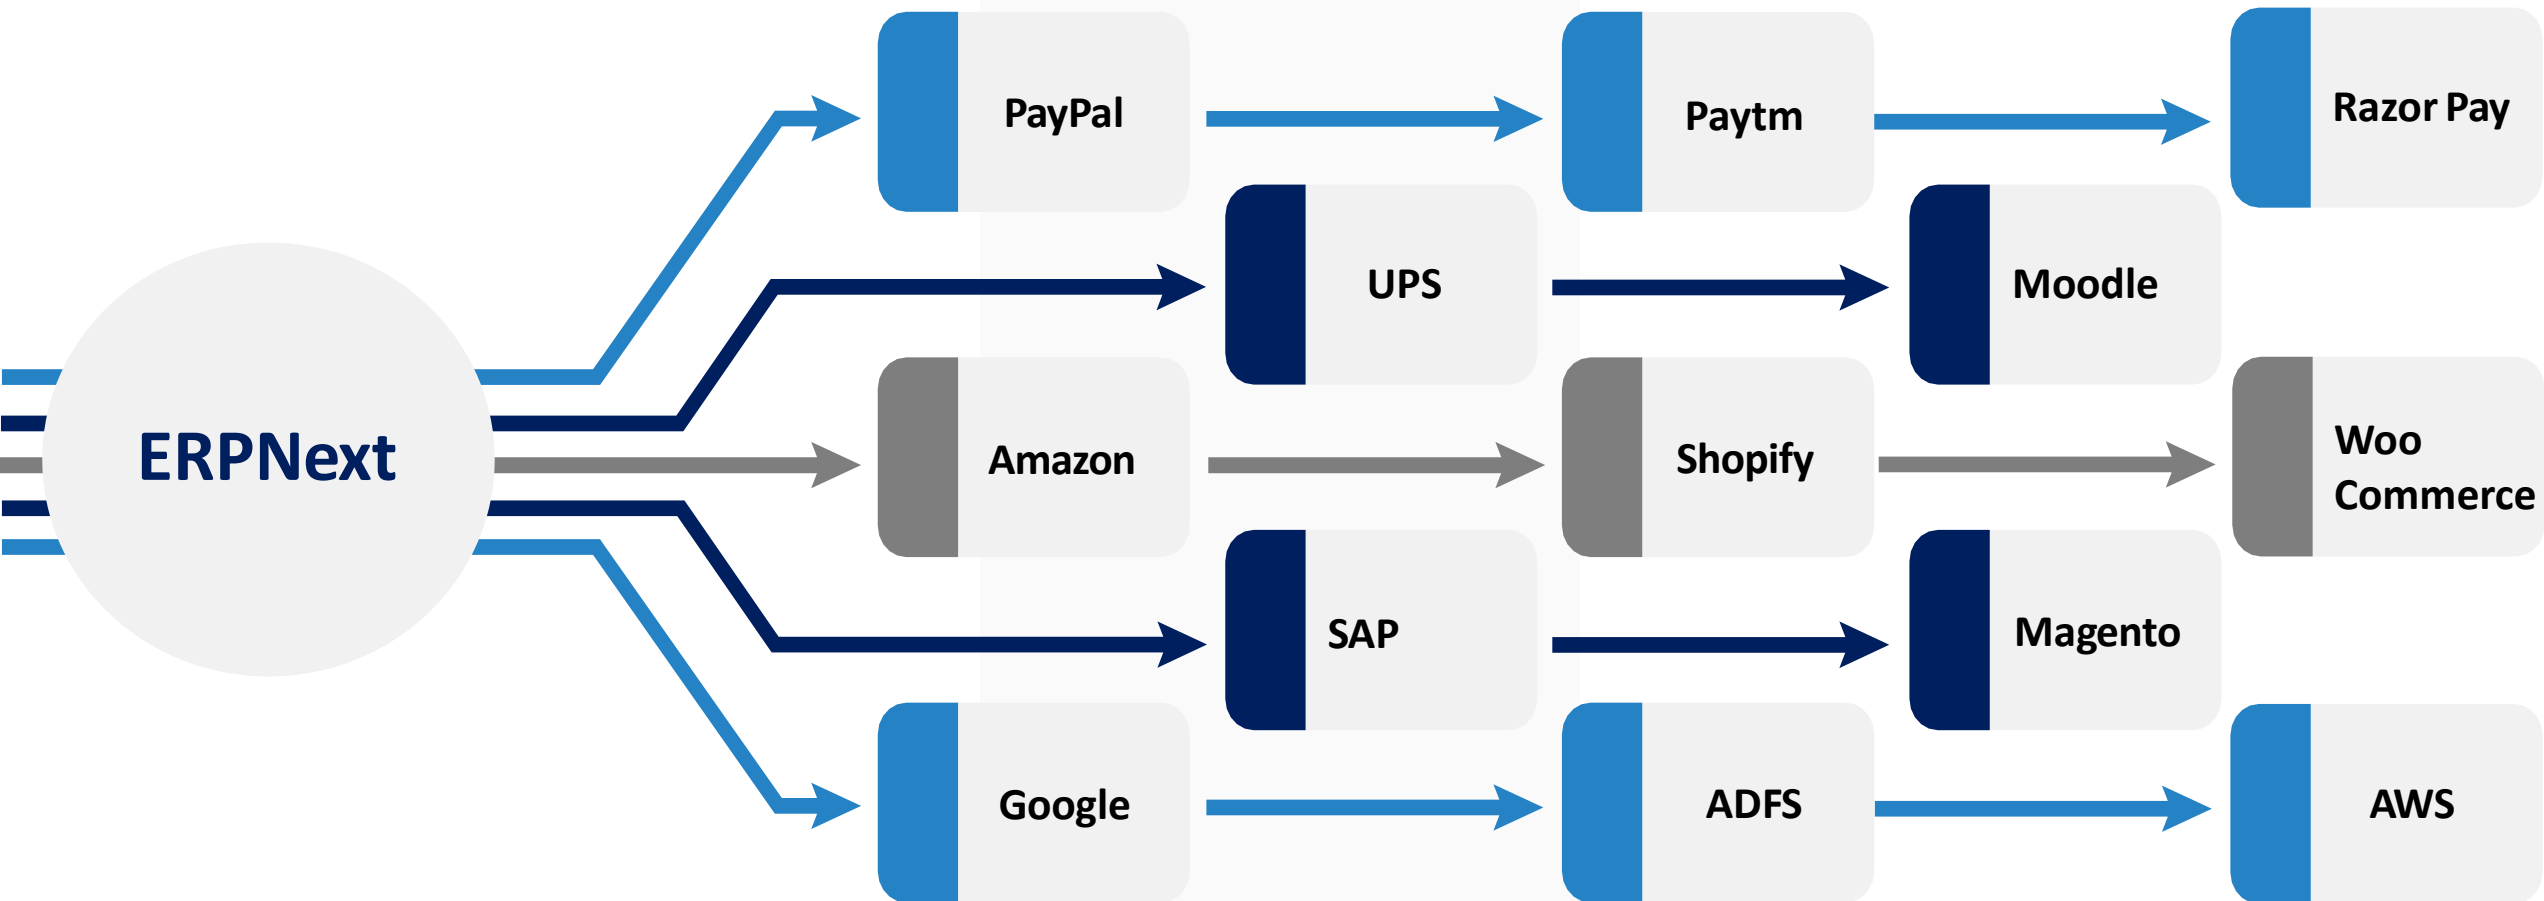 PayPal
Paytm
Razor Pay
UPS
Moodle
ERPNext
Amazon
Shopify
Woo
Commerce
SAP
Magento
Google
ADFS
AWS